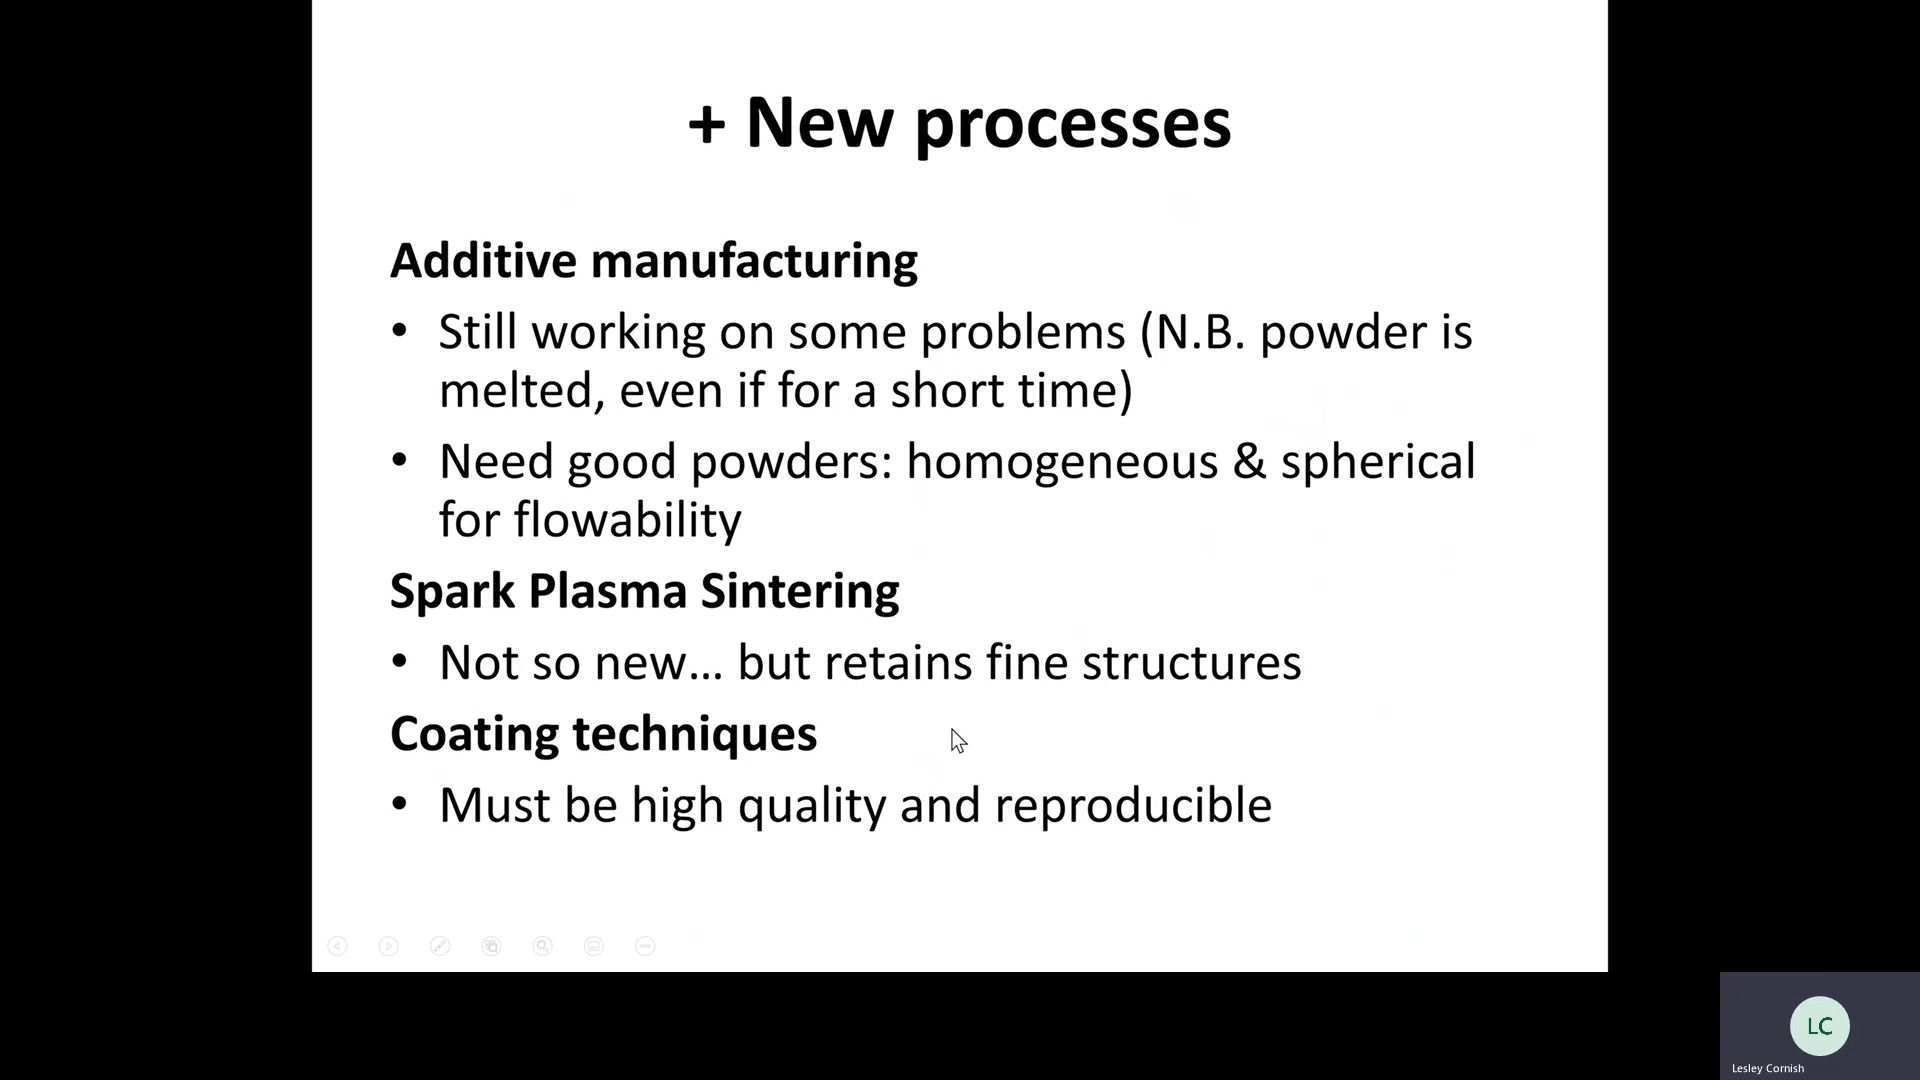 + New processes
Additive manufacturing
• Still working on some problems (N.B. powder is
melted, even if for a short time)
• Need good powders: homogeneous & spherical
for flowability
Spark Plasma Sintering
• Not so new... but retains fine structures
Coating techniques
• Must be high quality and reproducible
LC
Lesley Cornish